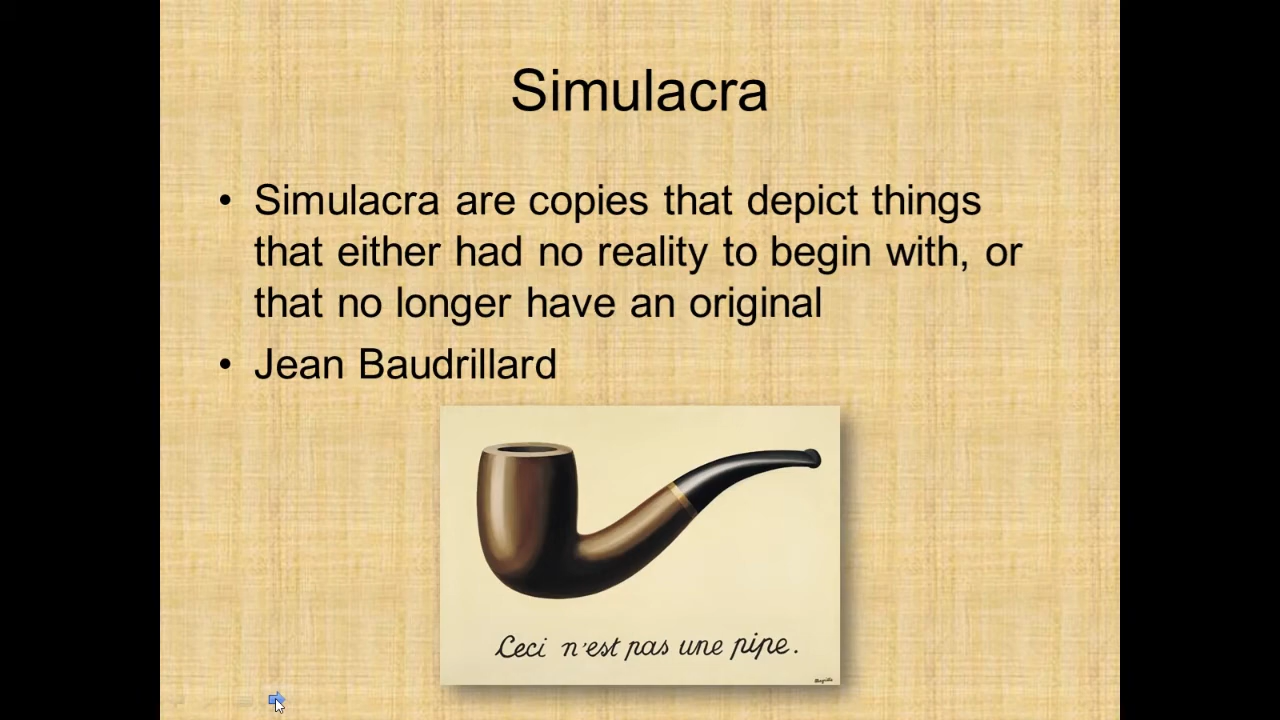 Simulacra
• Simulacra are copies that depict things
that either had no reality to begin with, or
that no longer have an original
• Jean Baudrillard
Ceci n'est pas une pipe.